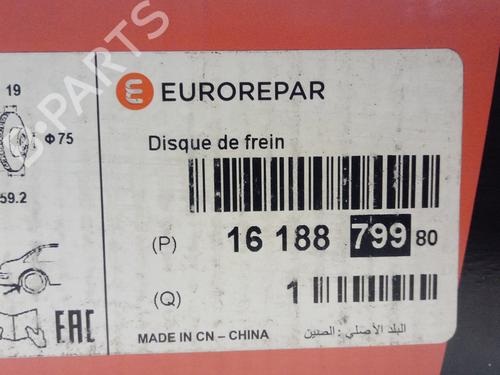 EUROREPAR
Disque de frein
19
Φ75
59.2
(P) 16 188 799 80
(Q) 1
EAC
MADE IN CN – CHINA البلد الأصلي: الصين
PARTS